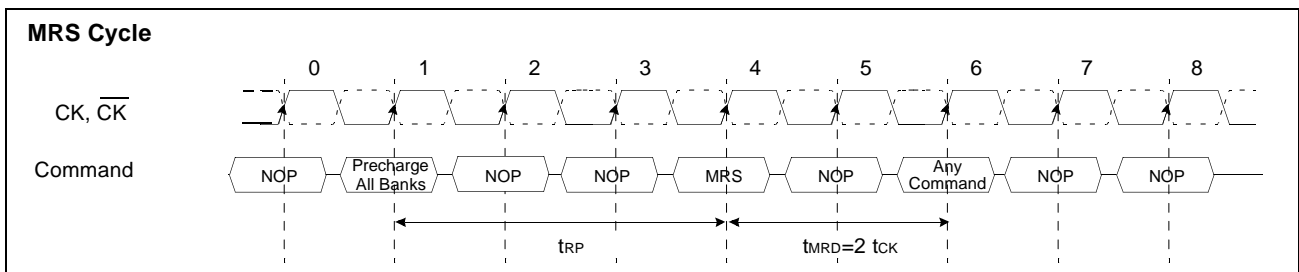 MRS Cycle
0 1 2 3 4 5 6 7 8
CK, C̅K̅
Command
NOP Precharge All Banks NOP NOP MRS NOP Any Command NOP NOP
tRP tMRD=2 tCK